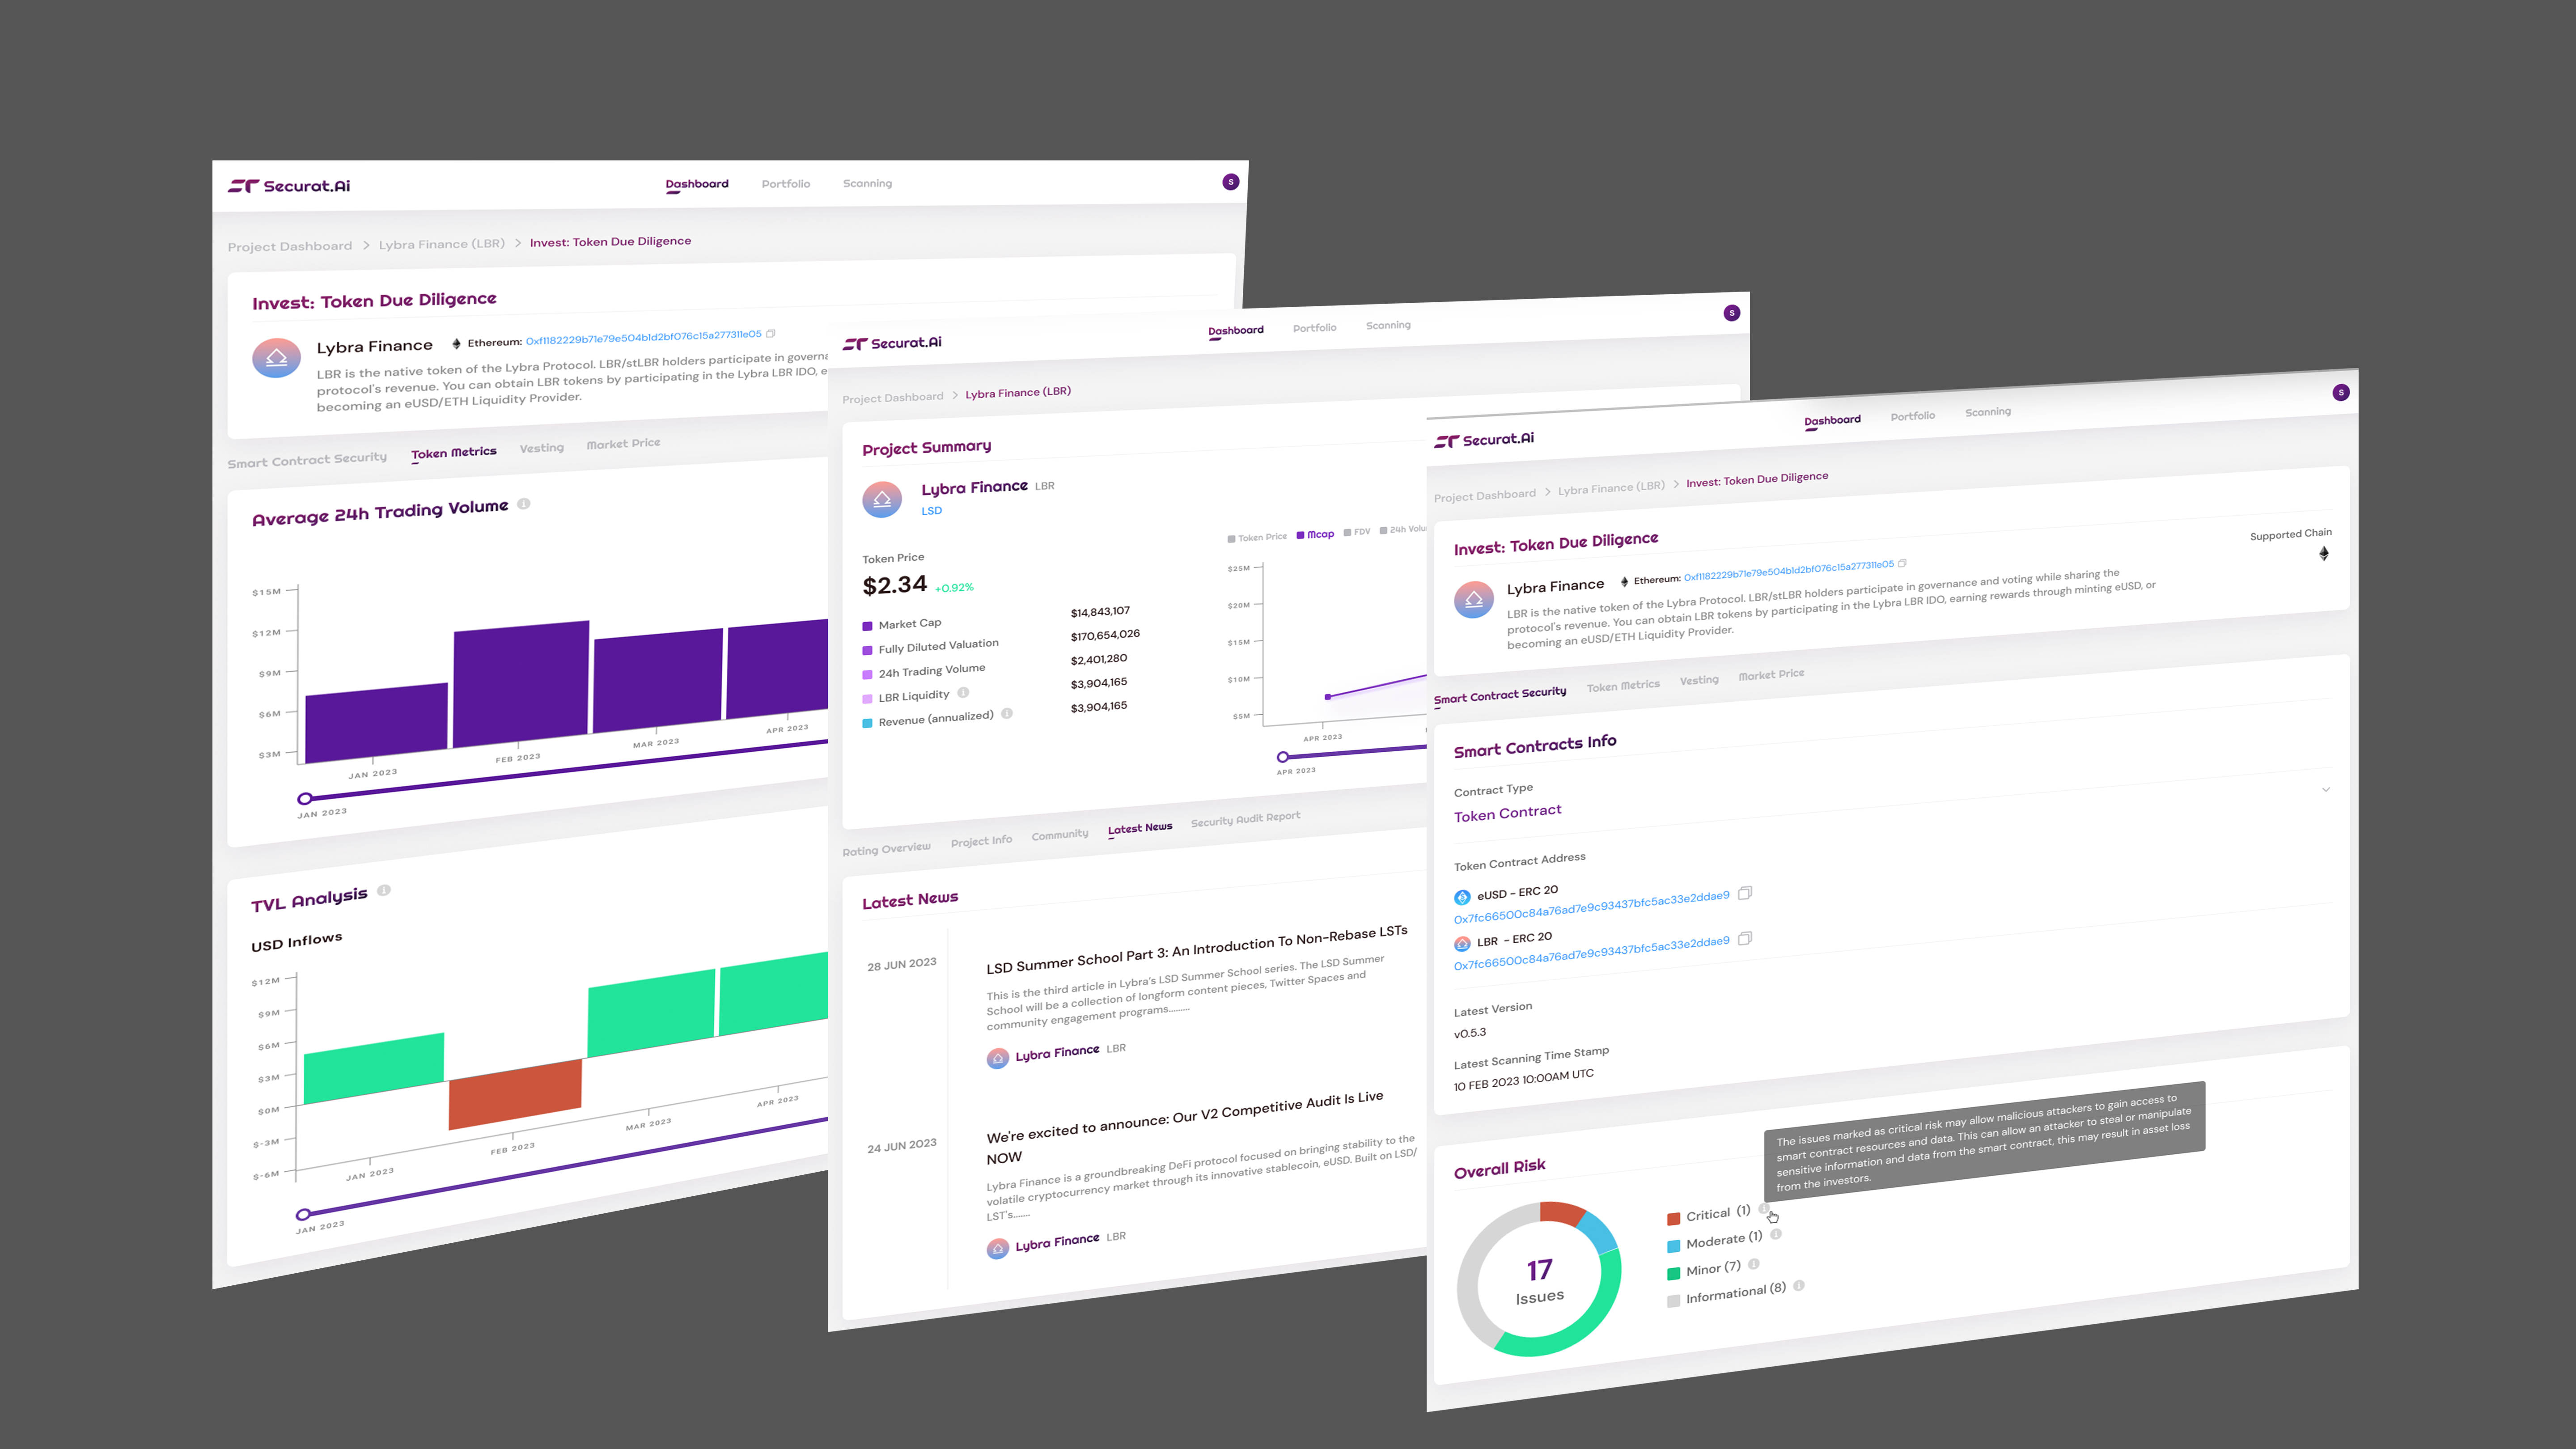 Securat.Ai
Dashboard
Portfolio
Scanning
S
Project Dashboard > Lybra Finance (LBR) > Invest: Token Due Diligence
Invest: Token Due Diligence
Lybra Finance
Ethereum: 0xf1182229b71e79e504b1d2bf076c15a277311e05
LBR is the native token of the Lybra Protocol. LBR/stLBR holders participate in governa
protocol's revenue. You can obtain LBR tokens by participating in the Lybra LBR IDO, e
becoming an eUSD/ETH Liquidity Provider.
Smart Contract Security
Token Metrics
Vesting
Market Price
Average 24h Trading Volume
$15M
$12M
$9M
$6M
$3M
JAN 2023
FEB 2023
MAR 2023
APR 2023
JAN 2023
TVL Analysis
USD Inflows
$12M
$9M
$6M
$3M
$0M
$-3M
$-6M
JAN 2023
FEB 2023
MAR 2023
APR 2023
JAN 2023
Securat.Ai
Dashboard
Portfolio
Scanning
S
Project Dashboard > Lybra Finance (LBR)
Project Summary
Lybra Finance LBR
LSD
Token Price
$2.34 +0.92%
Market Cap $14,843,107
Fully Diluted Valuation $170,654,026
24h Trading Volume $2,401,280
LBR Liquidity $3,904,165
Revenue (annualized) $3,904,165
Token Price
Mcap
FDV
24h Volu
$25M
$20M
$15M
$10M
$5M
APR 2023
APR 2023
Rating Overview
Project Info
Community
Latest News
Security Audit Report
Latest News
28 JUN 2023
LSD Summer School Part 3: An Introduction To Non-Rebase LSTs
This is the third article in Lybra's LSD Summer School series. The LSD Summer
School will be a collection of longform content pieces, Twitter Spaces and
community engagement programs.........
Lybra Finance LBR
24 JUN 2023
We're excited to announce: Our V2 Competitive Audit Is Live
NOW
Lybra Finance is a groundbreaking DeFi protocol focused on bringing stability to the
volatile cryptocurrency market through its innovative stablecoin, eUSD. Built on LSD/
LST's.......
Lybra Finance LBR
Securat.Ai
Dashboard
Portfolio
Scanning
S
Project Dashboard > Lybra Finance (LBR) > Invest: Token Due Diligence
Invest: Token Due Diligence
Supported Chain
Lybra Finance
Ethereum: 0xf1182229b71e79e504b1d2bf076c15a277311e05
LBR is the native token of the Lybra Protocol. LBR/stLBR holders participate in governance and voting while sharing the
protocol's revenue. You can obtain LBR tokens by participating in the Lybra LBR IDO, earning rewards through minting eUSD, or
becoming an eUSD/ETH Liquidity Provider.
Smart Contract Security
Token Metrics
Vesting
Market Price
Smart Contracts Info
Contract Type
Token Contract
Token Contract Address
eUSD - ERC 20
0x7fc66500c84a76ad7e9c93437bfc5ac33e2ddae9
LBR - ERC 20
0x7fc66500c84a76ad7e9c93437bfc5ac33e2ddae9
Latest Version
v0.5.3
Latest Scanning Time Stamp
10 FEB 2023 10:00AM UTC
Overall Risk
The issues marked as critical risk may allow malicious attackers to gain access to
smart contract resources and data. This can allow an attacker to steal or manipulate
sensitive information and data from the smart contract, this may result in asset loss
from the investors.
17
Issues
Critical (1)
Moderate (1)
Minor (7)
Informational (8)